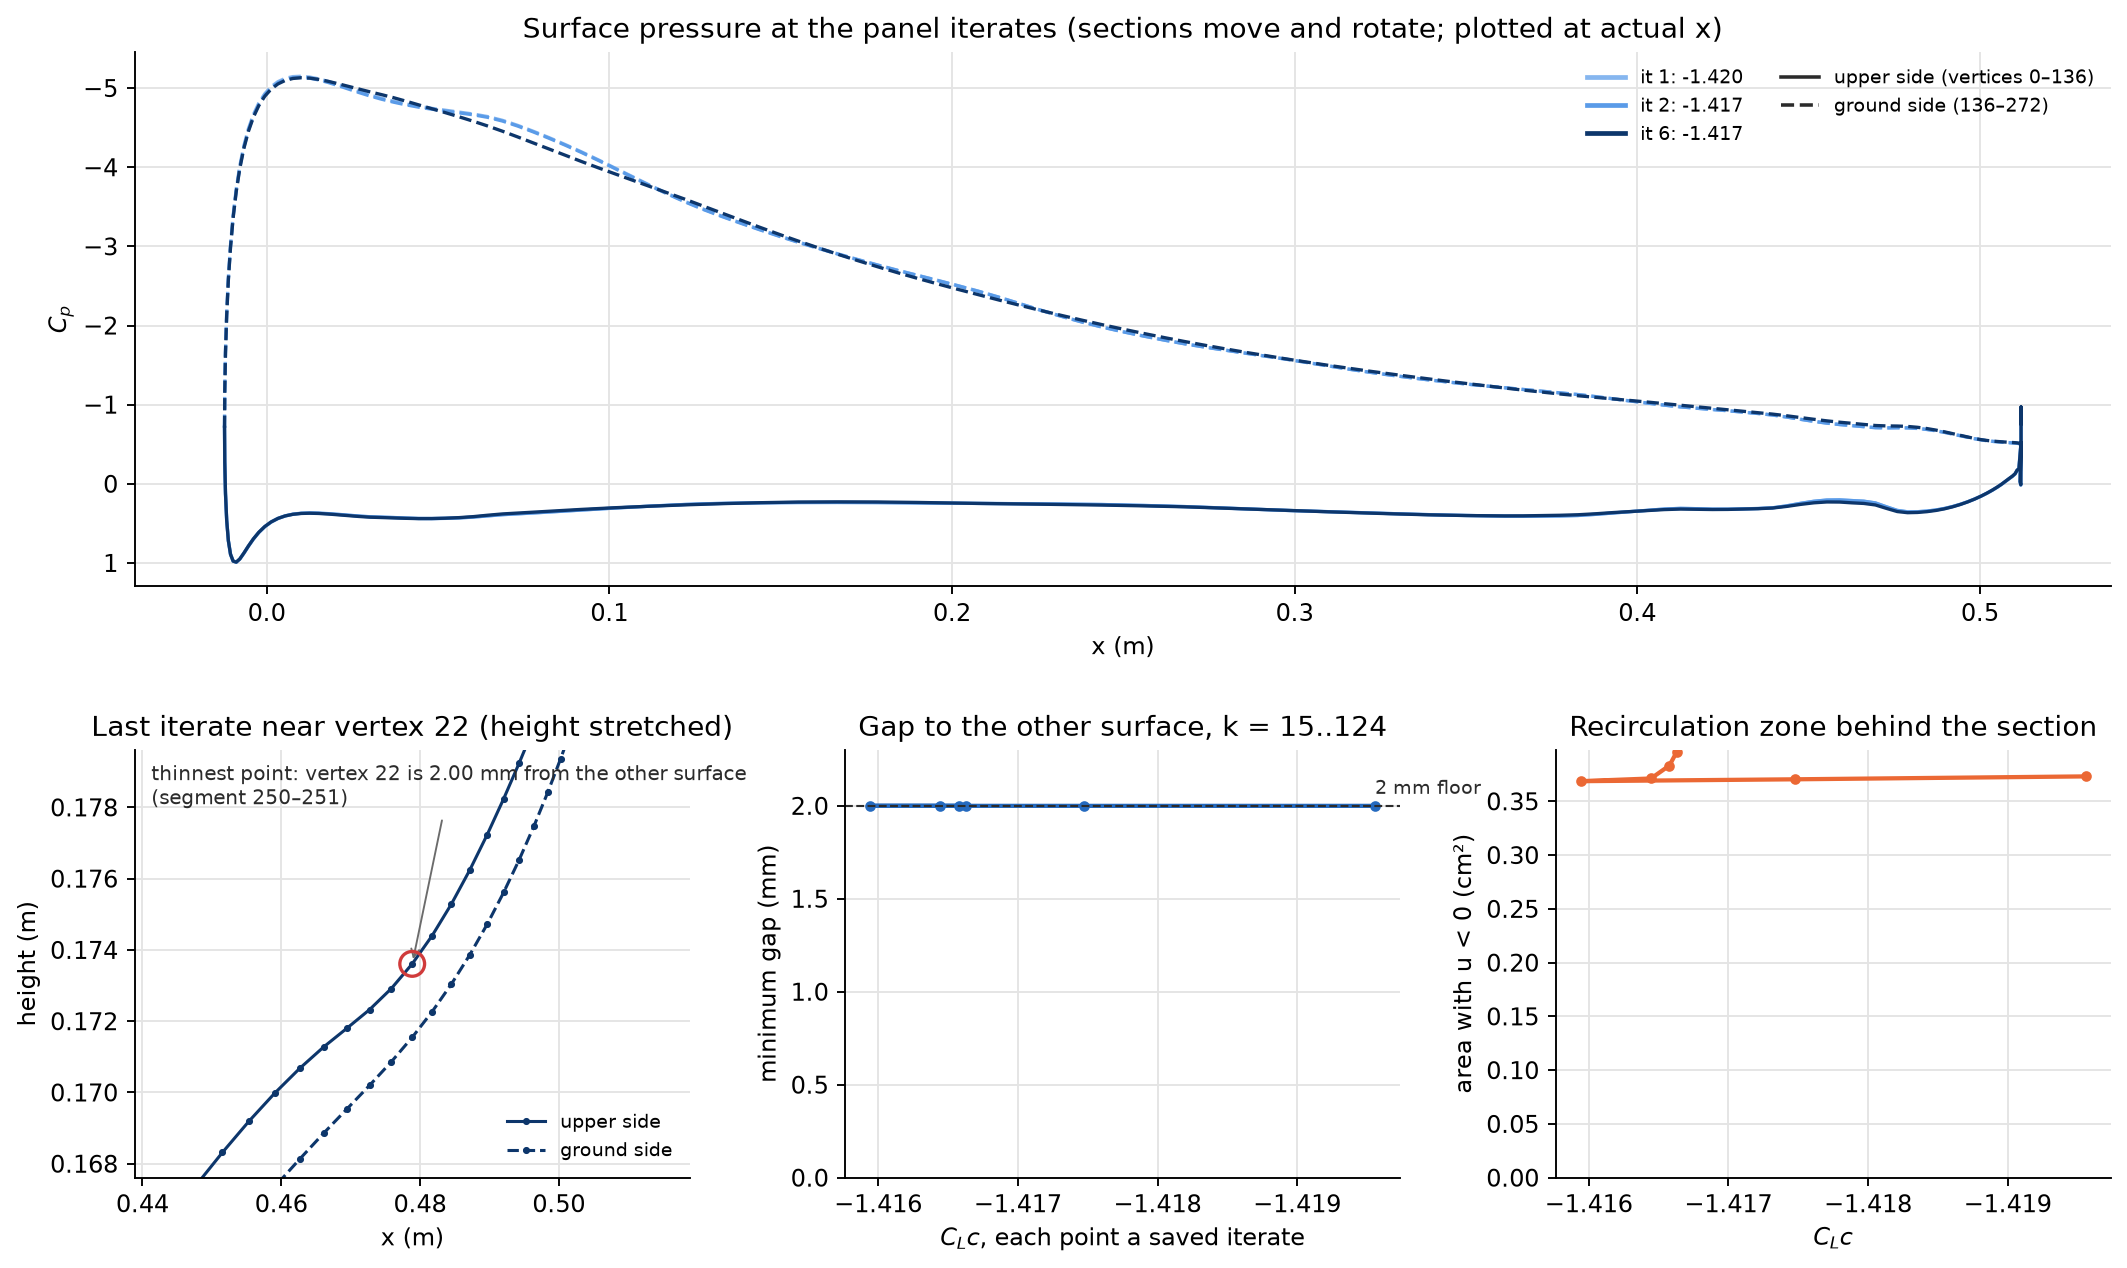 Surface pressure at the panel iterates (sections move and rotate; plotted at actual x)
it 1: -1.420
it 2: -1.417
it 6: -1.417
upper side (vertices 0–136)
ground side (136–272)
−5
−4
−3
−2
−1
0
1
Cp
0.0 0.1 0.2 0.3 0.4 0.5
x (m)
Last iterate near vertex 22 (height stretched)
thinnest point: vertex 22 is 2.00 mm from the other surface
(segment 250–251)
0.178
0.176
0.174
0.172
0.170
0.168
height (m)
upper side
ground side
0.44 0.46 0.48 0.50
x (m)
Gap to the other surface, k = 15..124
2 mm floor
2.0
1.5
1.0
0.5
0.0
minimum gap (mm)
−1.416 −1.417 −1.418 −1.419
CLc, each point a saved iterate
Recirculation zone behind the section
0.35
0.30
0.25
0.20
0.15
0.10
0.05
0.00
area with u < 0 (cm²)
−1.416 −1.417 −1.418 −1.419
CLc